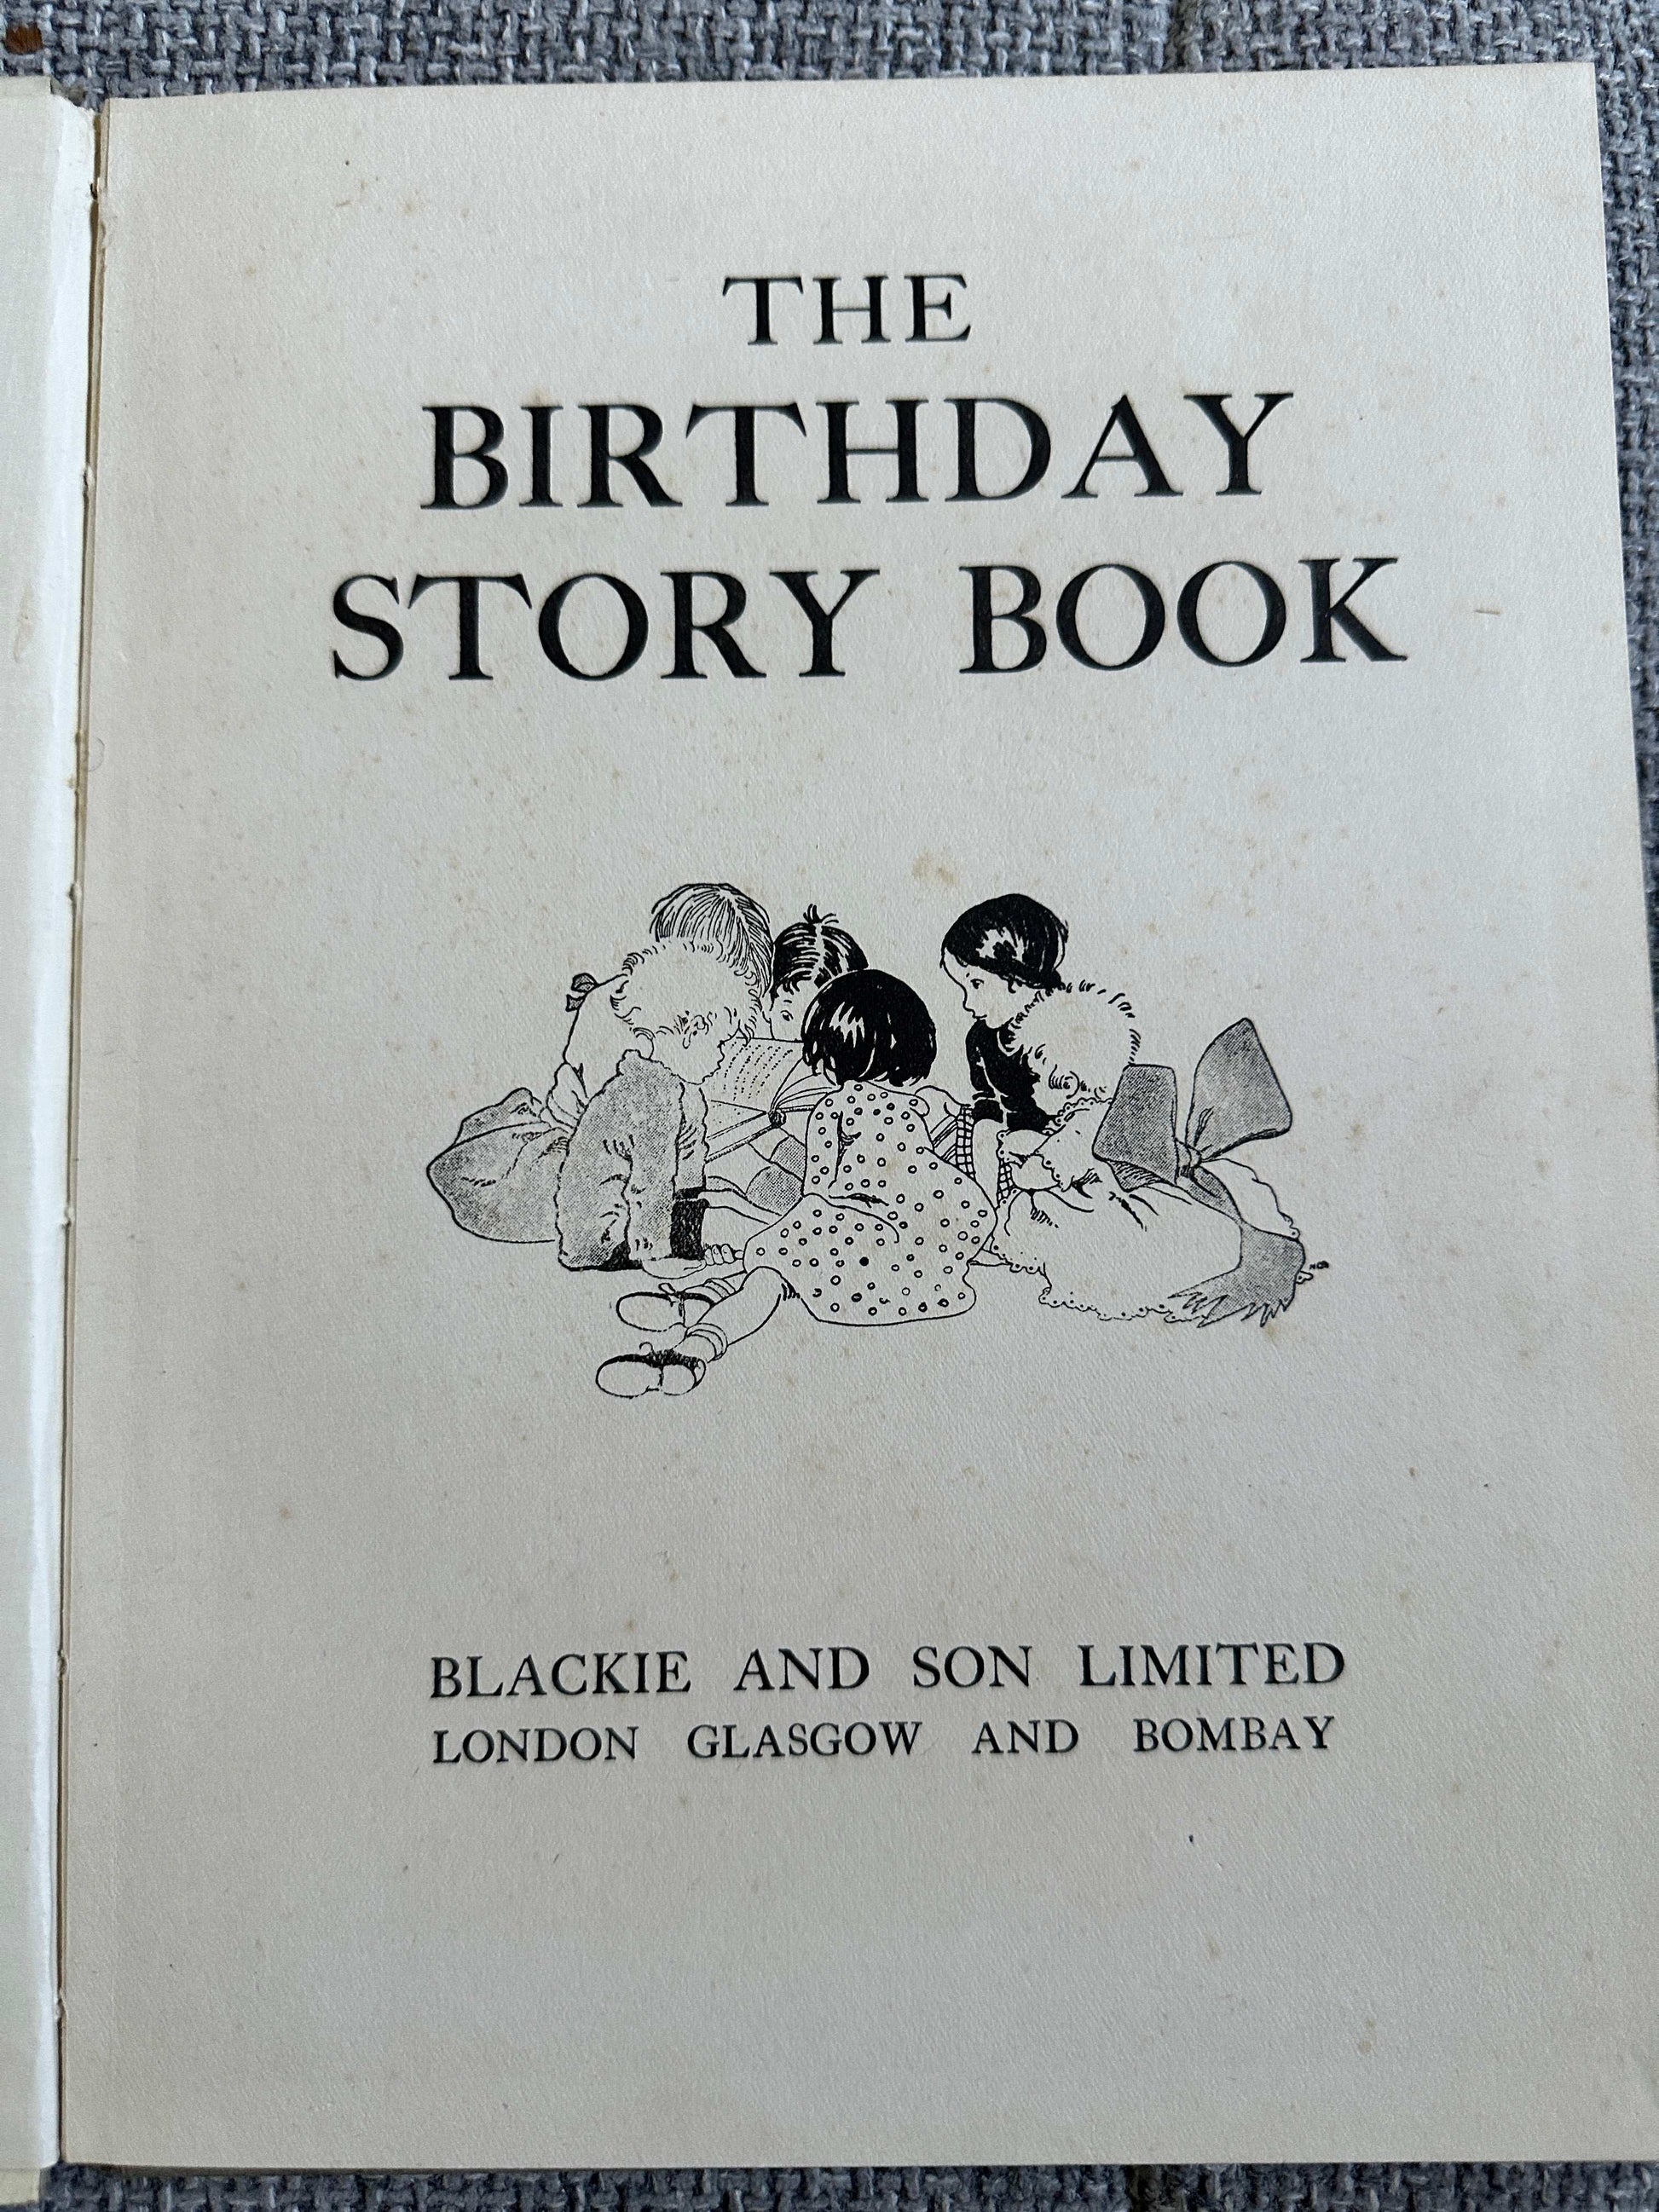 THE
BIRTHDAY
STORY BOOK
BLACKIE AND SON LIMITED
LONDON GLASGOW AND BOMBAY